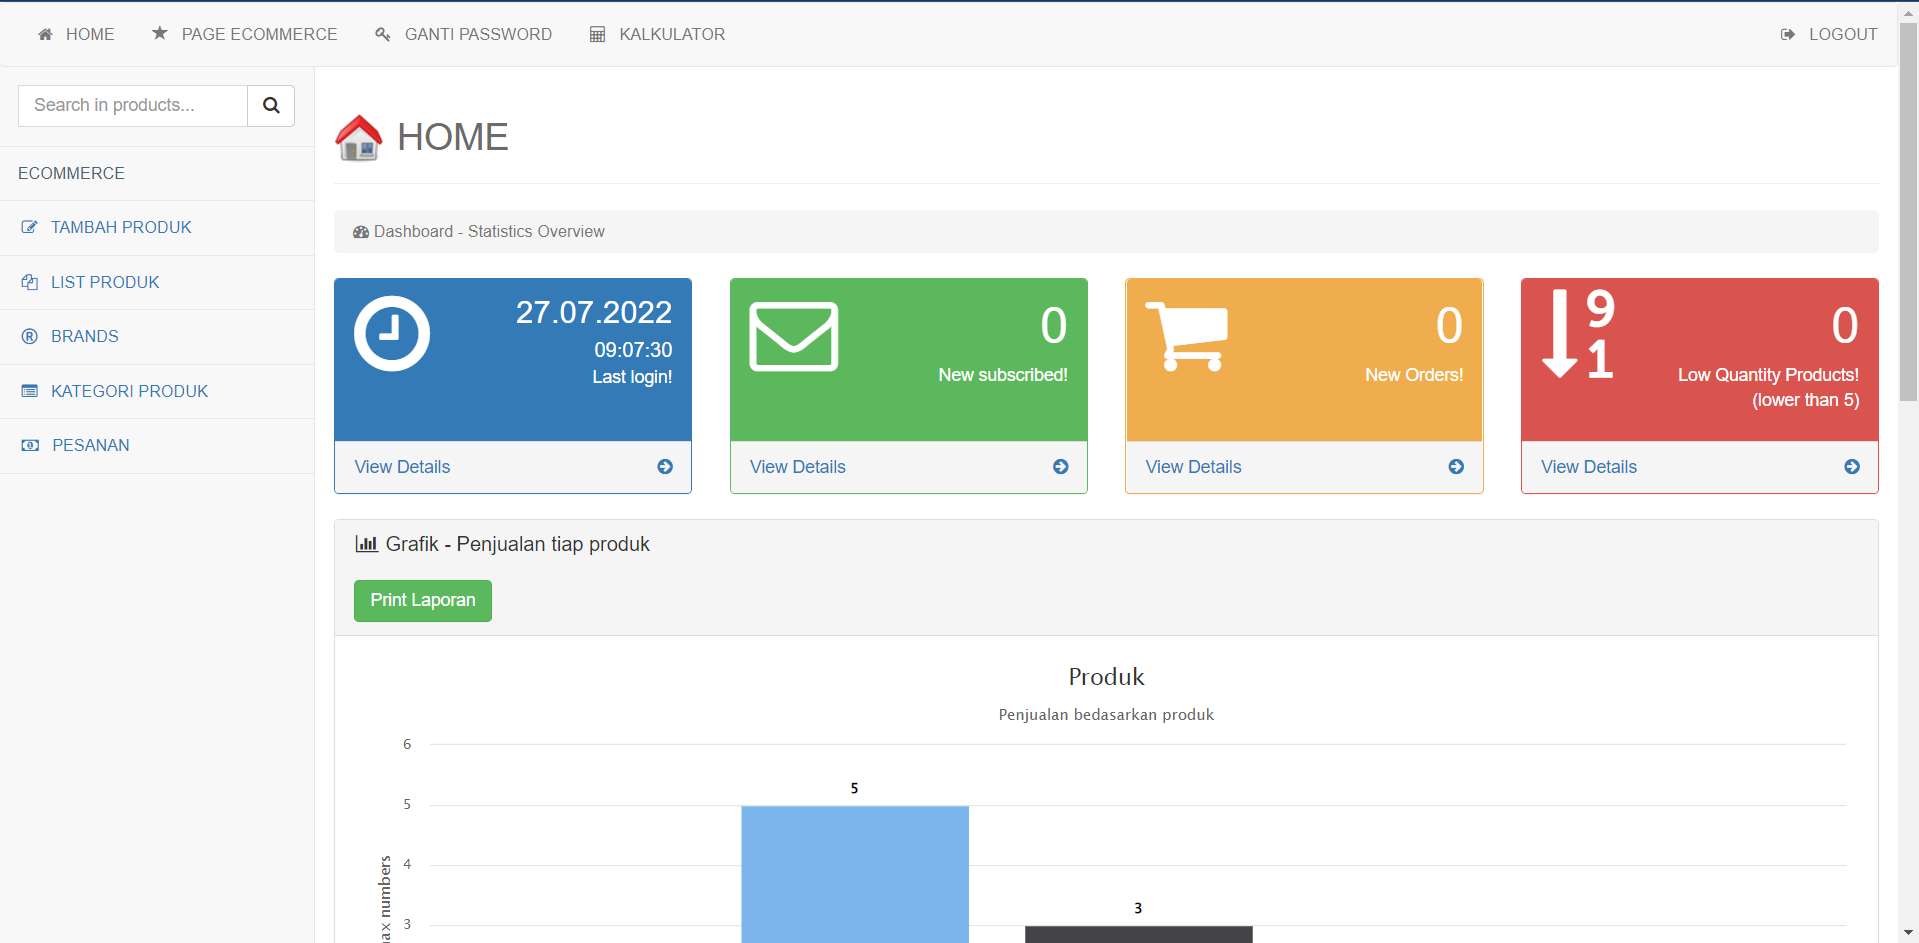 HOME PAGE ECOMMERCE GANTI PASSWORD KALKULATOR LOGOUT
Search in products...
ECOMMERCE
TAMBAH PRODUK
LIST PRODUK
BRANDS
KATEGORI PRODUK
PESANAN
HOME
Dashboard - Statistics Overview
27.07.2022
09:07:30
Last login!
View Details
0
New subscribed!
View Details
0
New Orders!
View Details
9
1
0
Low Quantity Products!
(lower than 5)
View Details
Grafik - Penjualan tiap produk
Print Laporan
Produk
Penjualan bedasarkan produk
6
5
4
3
numbers
5
3